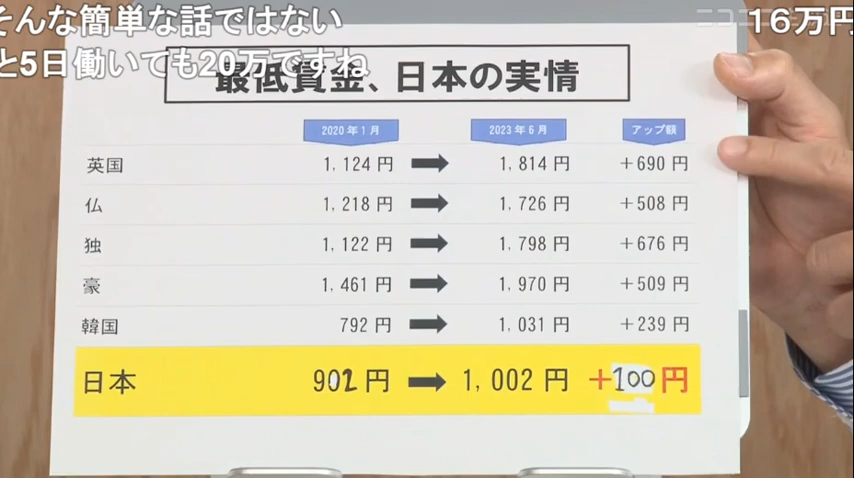 そんな簡単な話ではない
16万円
と5日働いても20万ですね
最低賃金、日本の実情
2020年1月 2023年6月 アップ額
英国 1,124円 ➡ 1,814円 +690円
仏 1,218円 ➡ 1,726円 +508円
独 1,122円 ➡ 1,798円 +676円
豪 1,461円 ➡ 1,970円 +509円
韓国 792円 ➡ 1,031円 +239円
日本 902円 ➡ 1,002円 +100円